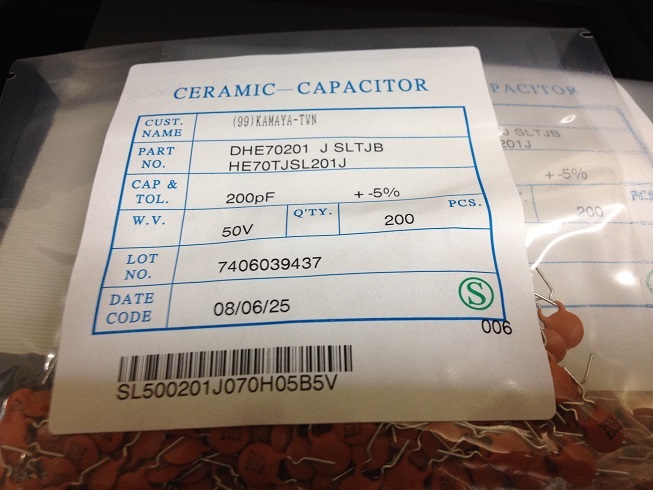 CERAMIC－CAPACITOR
CUST. NAME
(99)KAMAYA-TWN
PART NO.
DHE70201 J SLTJB
HE70TJSL201J
CAP & TOL.
200pF + -5%
W.V.
50V
Q'TY.
200
PCS.
LOT NO.
7406039437
DATE CODE
08/06/25
S
006
SL500201J070H05B5V
PACITOR
J SLTJB
201J
+ -5%
200